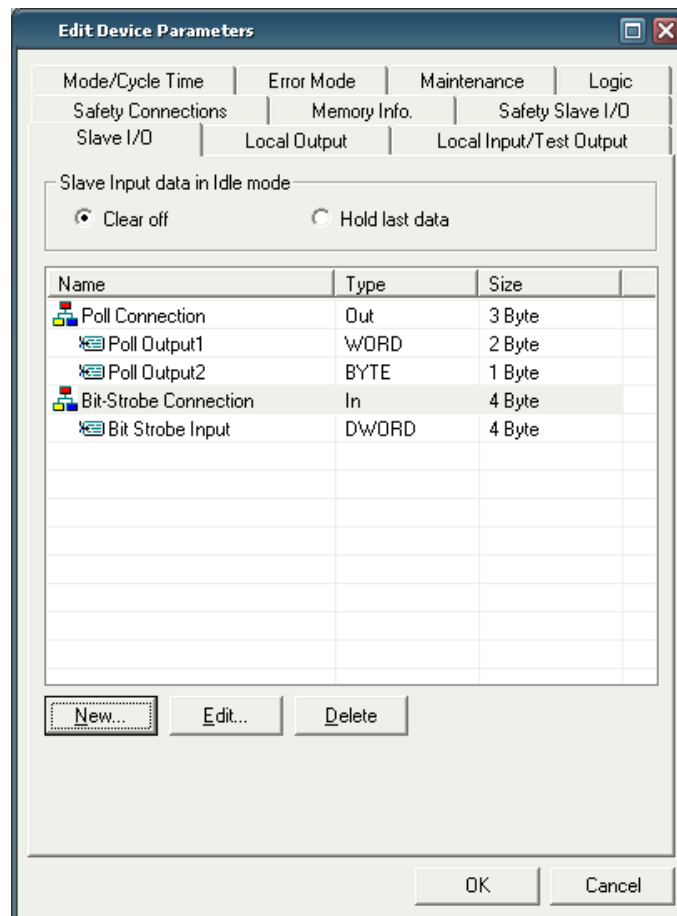 Edit Device Parameters
Mode/Cycle Time Error Mode Maintenance Logic
Safety Connections Memory Info. Safety Slave I/O
Slave I/O Local Output Local Input/Test Output
Slave Input data in Idle mode
Clear off Hold last data
Name Type Size
Poll Connection Out 3 Byte
Poll Output1 WORD 2 Byte
Poll Output2 BYTE 1 Byte
Bit-Strobe Connection In 4 Byte
Bit Strobe Input DWORD 4 Byte
New... Edit... Delete
OK Cancel